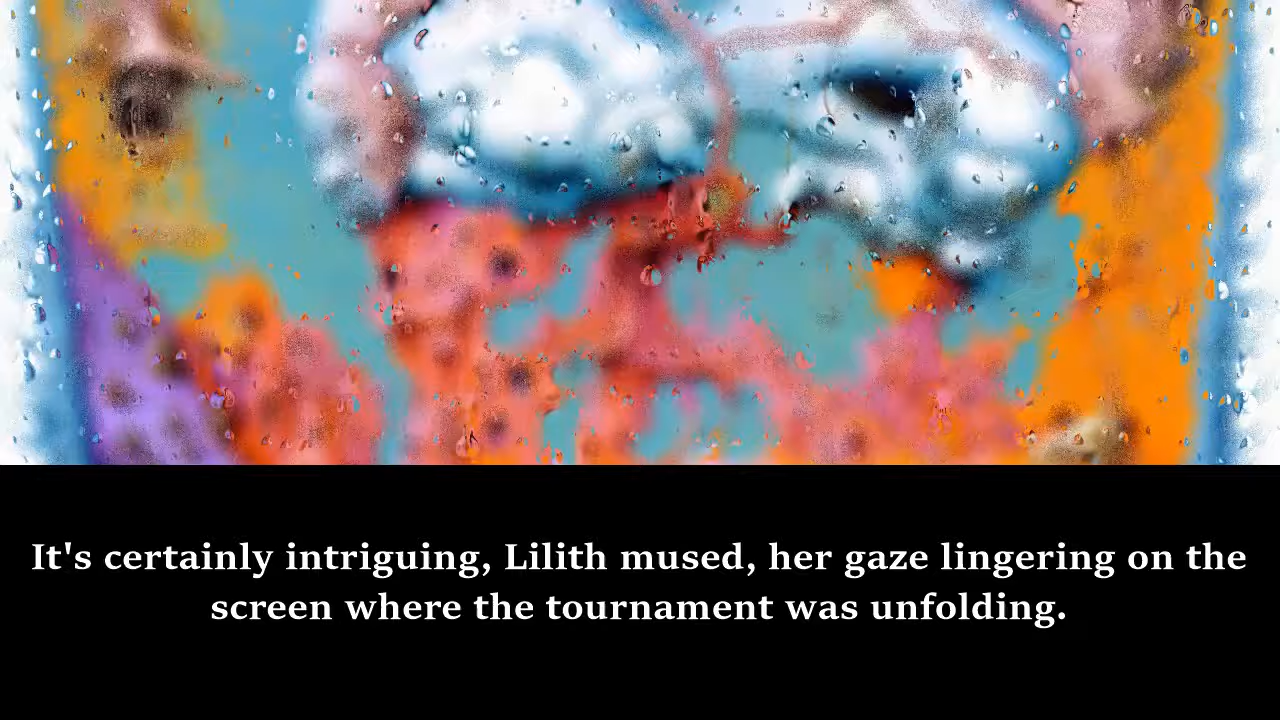 It's certainly intriguing, Lilith mused, her gaze lingering on the
screen where the tournament was unfolding.